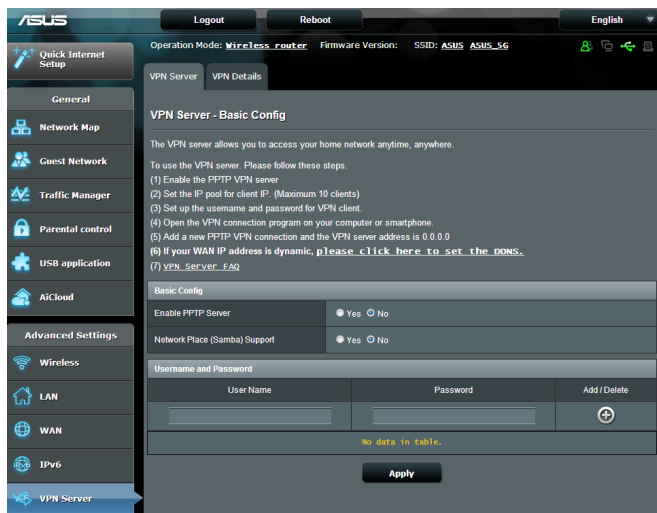 ASUS
Logout
Reboot
English
Quick Internet
Setup
Operation Mode: Wireless router Firmware Version: SSID: ASUS ASUS_5G
VPN Server
VPN Details
General
Network Map
Guest Network
Traffic Manager
Parental control
USB application
AiCloud
Advanced Settings
Wireless
LAN
WAN
IPv6
VPN Server
VPN Server - Basic Config
The VPN server allows you to access your home network anytime, anywhere.
To use the VPN server. Please follow these steps.
(1) Enable the PPTP VPN server
(2) Set the IP pool for client IP. (Maximum 10 clients)
(3) Set up the username and password for VPN client.
(4) Open the VPN connection program on your computer or smartphone.
(5) Add a new PPTP VPN connection and the VPN server address is 0.0.0.0
(6) If your WAN IP address is dynamic, please click here to set the DDNS.
(7) VPN Server FAQ
Basic Config
Enable PPTP Server
Yes No
Network Place (Samba) Support
Yes No
Username and Password
User Name
Password
Add / Delete
No data in table.
Apply